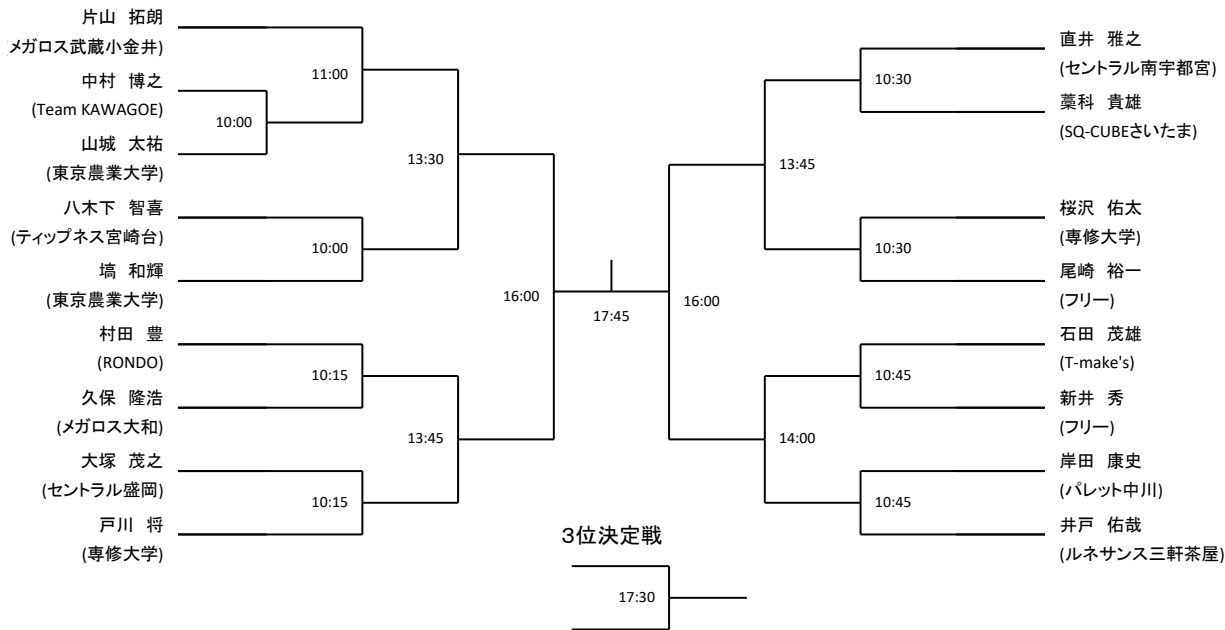 片山 拓朗
(メガロス武蔵小金井)
中村 博之
(Team KAWAGOE)
山城 太祐
(東京農業大学)
八木下 智喜
(ティップネス宮崎台)
塙 和輝
(東京農業大学)
村田 豊
(RONDO)
久保 隆浩
(メガロス大和)
大塚 茂之
(セントラル盛岡)
戸川 将
(専修大学)
11:00
10:00
13:30
10:00
16:00
10:15
13:45
10:15
17:45
16:00
10:30
13:45
10:30
10:45
14:00
10:45
直井 雅之
(セントラル南宇都宮)
藁科 貴雄
(SQ-CUBEさいたま)
桜沢 佑太
(専修大学)
尾崎 裕一
(フリー)
石田 茂雄
(T-make's)
新井 秀
(フリー)
岸田 康史
(パレット中川)
井戸 佑哉
(ルネサンス三軒茶屋)
3位決定戦
17:30